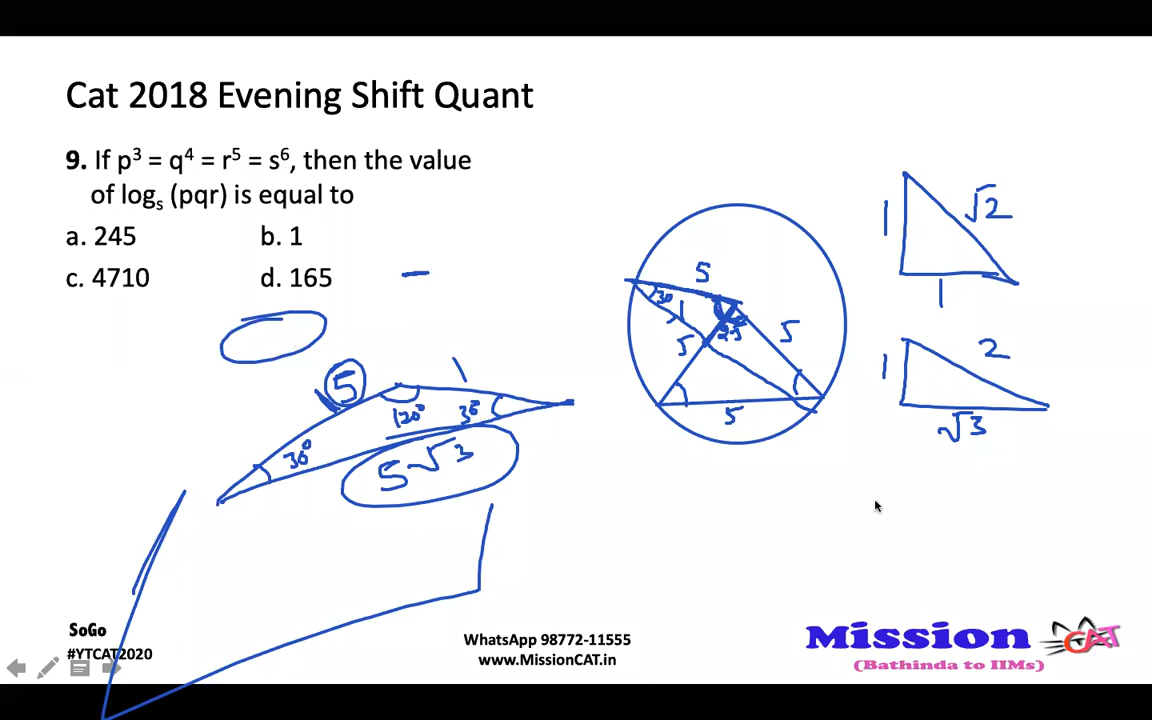 Cat 2018 Evening Shift Quant
9. If p³ = q⁴ = r⁵ = s⁶, then the value
of logₛ (pqr) is equal to
a. 245 b. 1
c. 4710 d. 165
5
120°
30°
30°
5√3
5
30
5
5
5
1
√2
1
1
2
√3
SoGo
#YTCAT2020
WhatsApp 98772-11555
www.MissionCAT.in
Mission CAT
(Bathinda to IIMs)